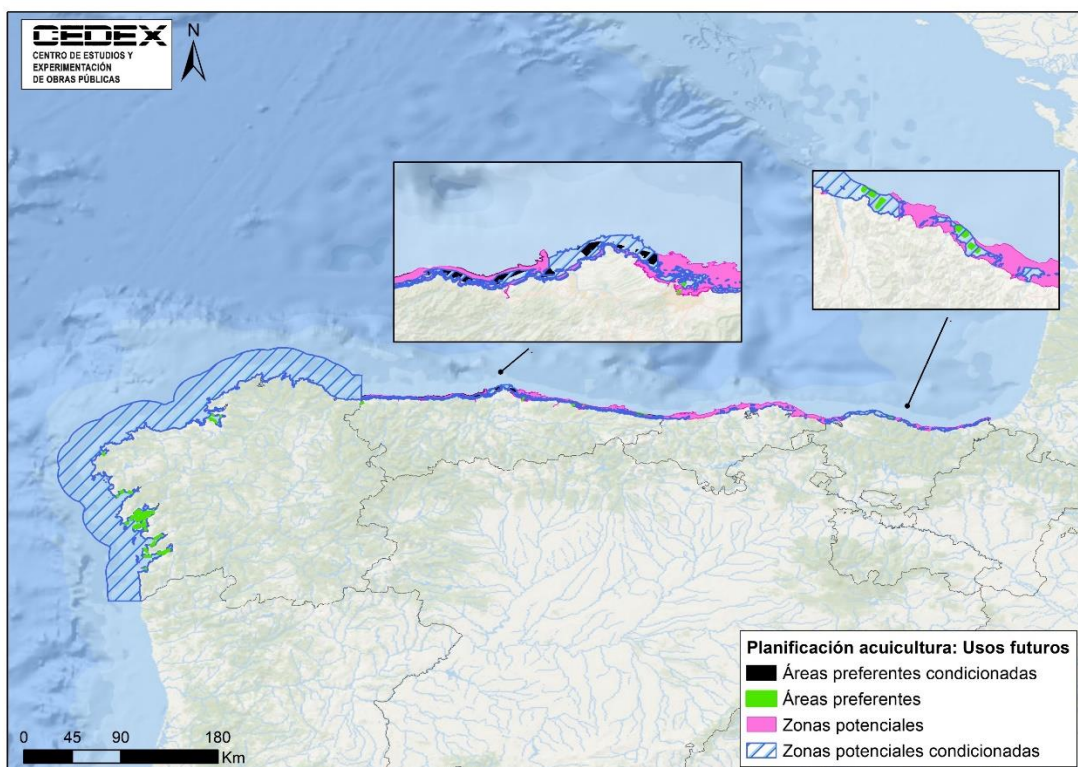 CEDEX
CENTRO DE ESTUDIOS Y
EXPERIMENTACIÓN
DE OBRAS PÚBLICAS
N
Planificación acuicultura: Usos futuros
Áreas preferentes condicionadas
Áreas preferentes
Zonas potenciales
Zonas potenciales condicionadas
0 45 90 180
Km